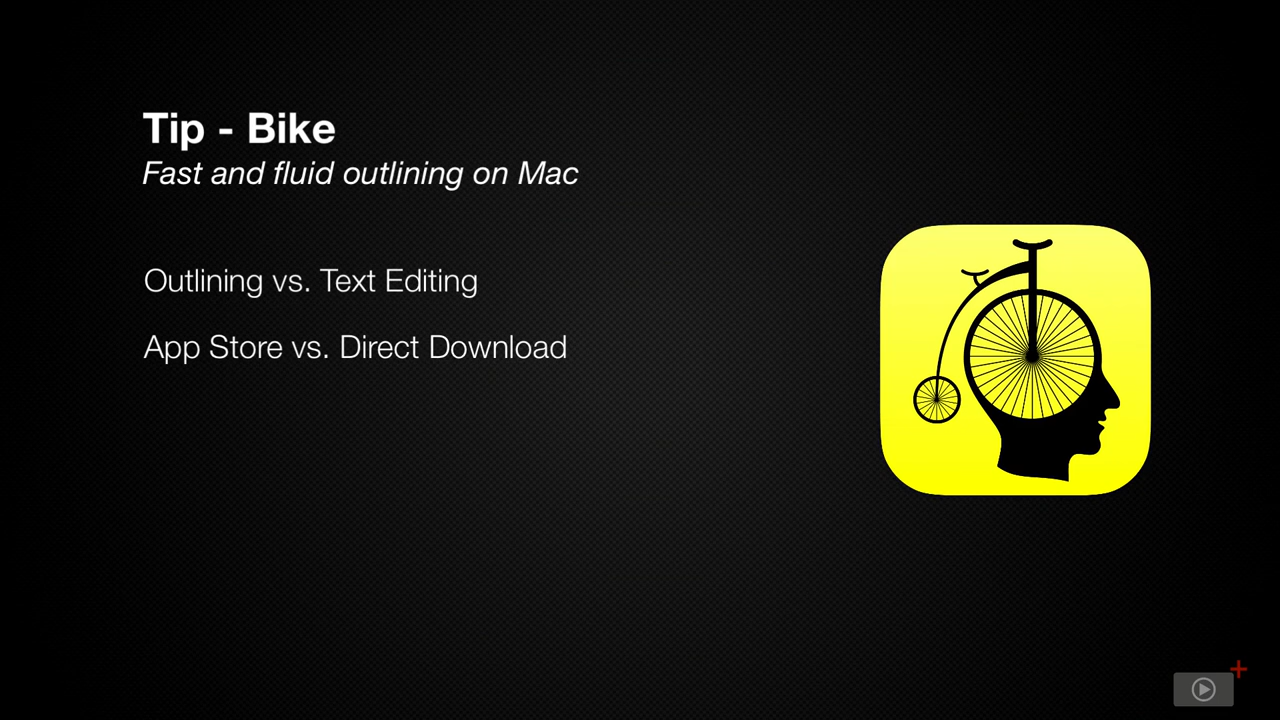 Tip - Bike
Fast and fluid outlining on Mac
Outlining vs. Text Editing
App Store vs. Direct Download